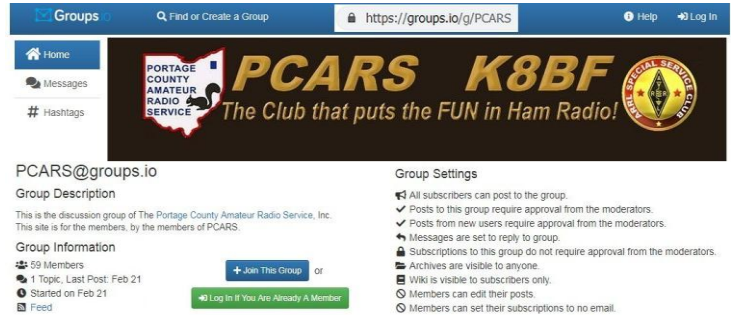 Groups.io
Find or Create a Group
https://groups.io/g/PCARS
Help
Log In
Home
Messages
# Hashtags
PORTAGE
COUNTY
AMATEUR
RADIO
SERVICE
PCARS K8BF
The Club that puts the FUN in Ham Radio!
ARRL SPECIAL SERVICE CLUB
PCARS@groups.io
Group Description
This is the discussion group of The Portage County Amateur Radio Service, Inc.
This site is for the members, by the members of PCARS.
Group Information
59 Members
1 Topic, Last Post: Feb 21
Started on Feb 21
Feed
+ Join This Group or
Log In If You Are Already A Member
Group Settings
All subscribers can post to the group.
Posts to this group require approval from the moderators.
Posts from new users require approval from the moderators.
Messages are set to reply to group.
Subscriptions to this group do not require approval from the moderators.
Archives are visible to anyone.
Wiki is visible to subscribers only.
Members can edit their posts.
Members can set their subscriptions to no email.